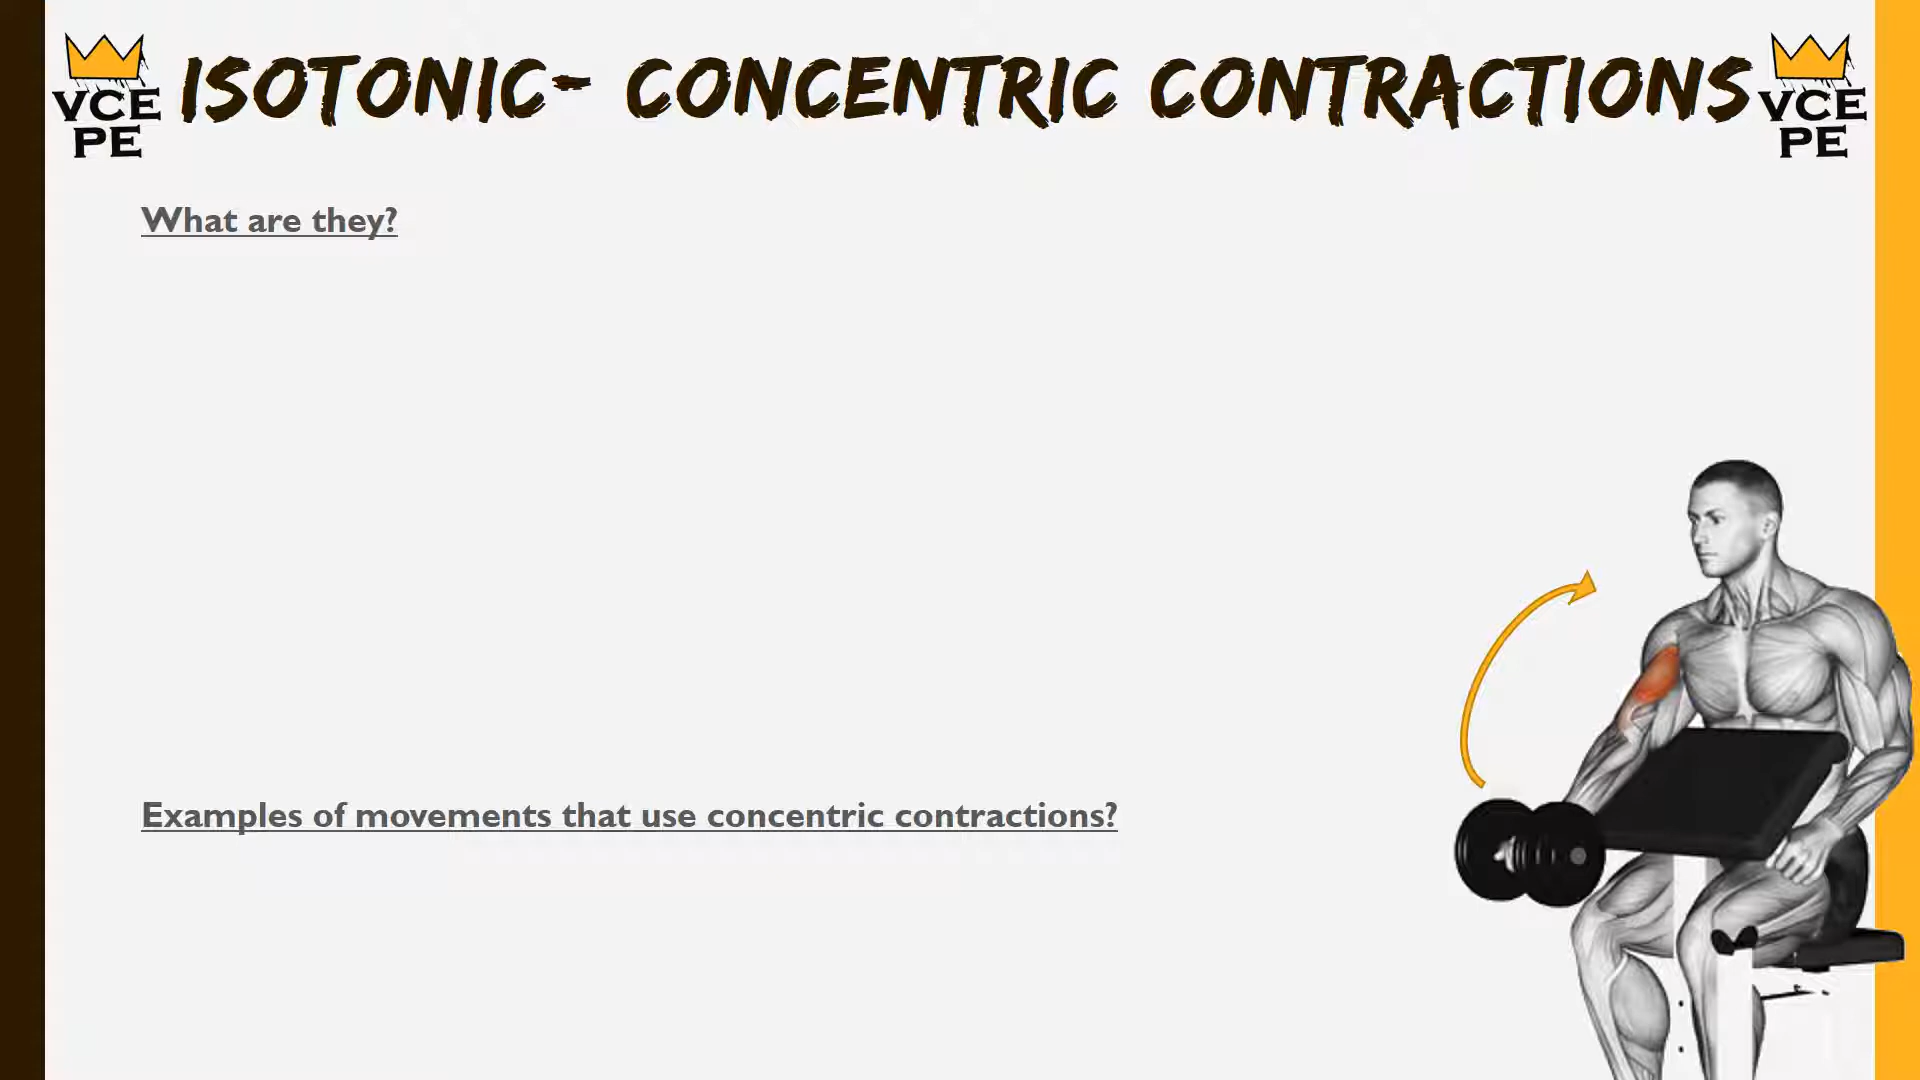 VCE
PE
ISOTONIC- CONCENTRIC CONTRACTIONS
VCE
PE
What are they?
Examples of movements that use concentric contractions?